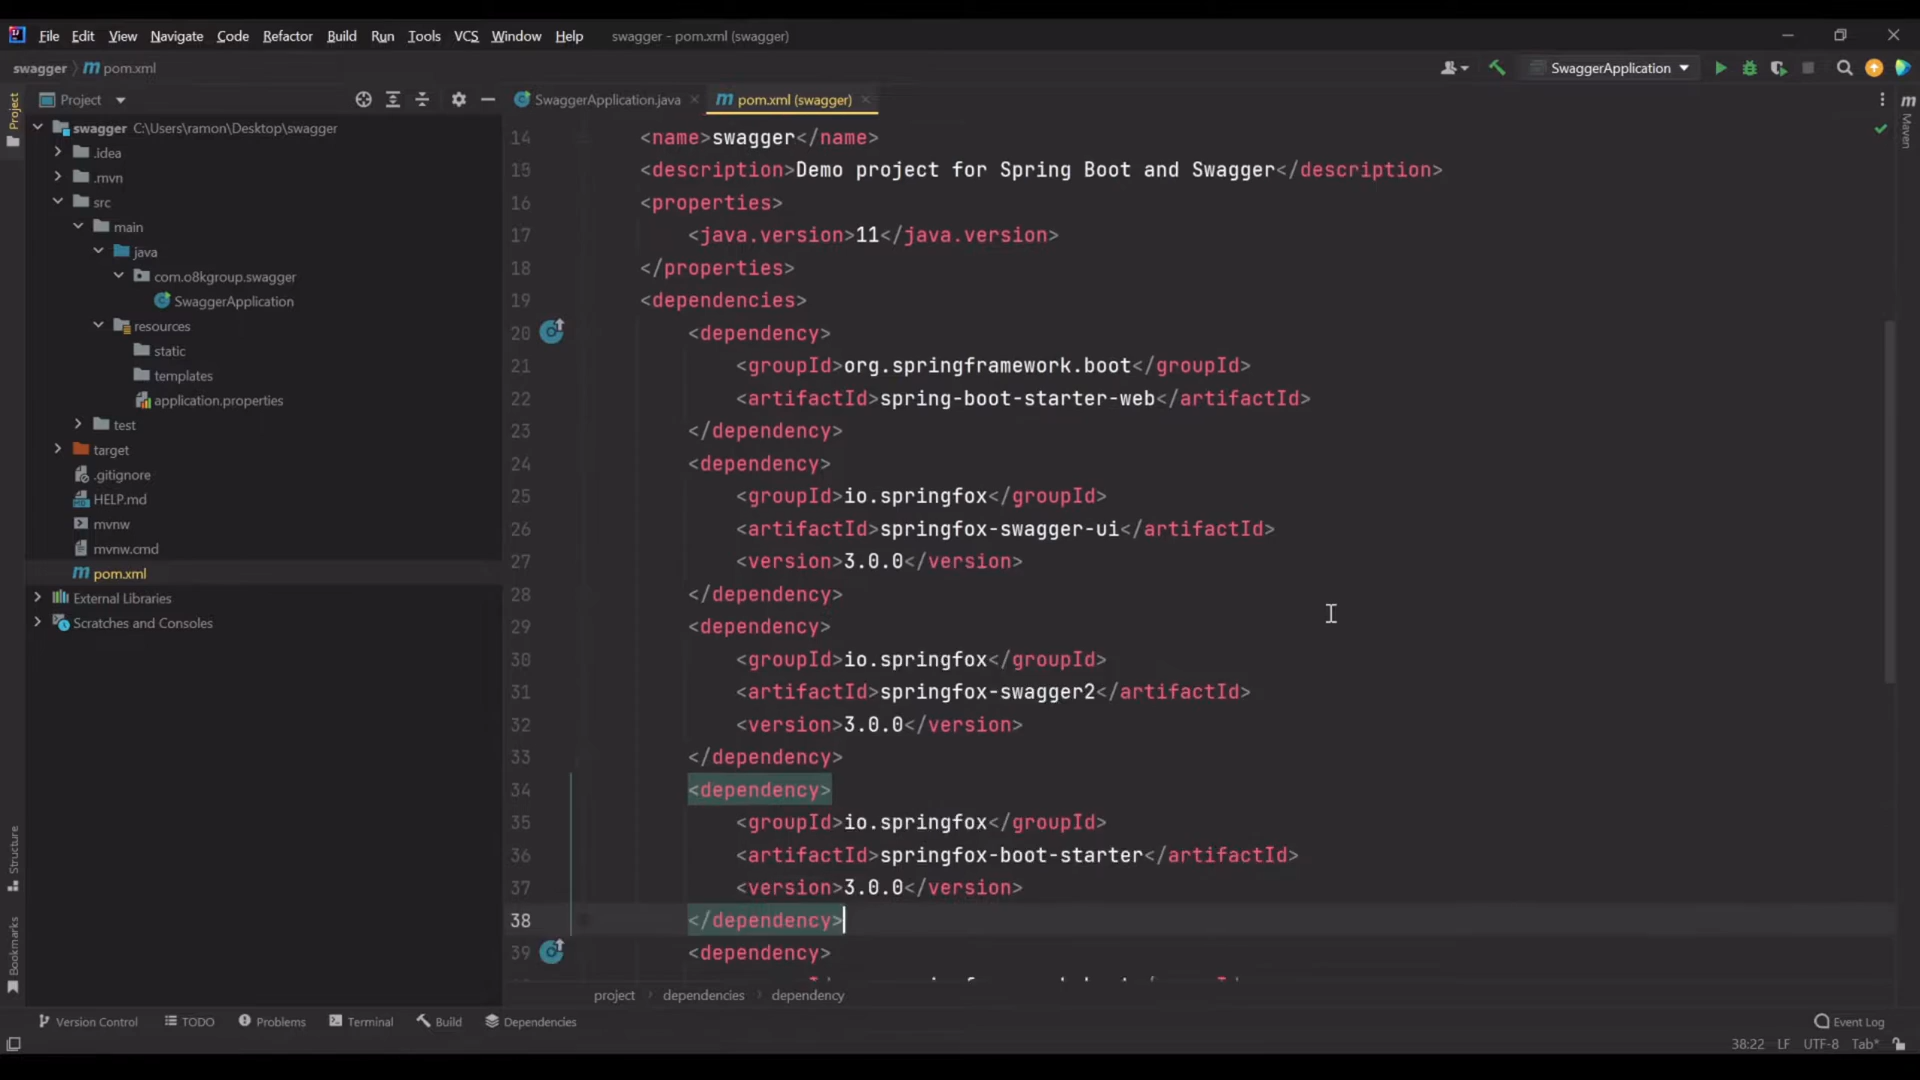 File Edit View Navigate Code Refactor Build Run Tools VCS Window Help swagger - pom.xml (swagger)
swagger pom.xml SwaggerApplication
Project
Project
SwaggerApplication.java pom.xml (swagger)
Maven
swagger C:\Users\ramon\Desktop\swagger
.idea
.mvn
src
main
java
com.o8kgroup.swagger
SwaggerApplication
resources
static
templates
application.properties
test
target
.gitignore
HELP.md
mvnw
mvnw.cmd
pom.xml
External Libraries
Scratches and Consoles
14 <name>swagger</name>
15 <description>Demo project for Spring Boot and Swagger</description>
16 <properties>
17 <java.version>11</java.version>
18 </properties>
19 <dependencies>
20 <dependency>
21 <groupId>org.springframework.boot</groupId>
22 <artifactId>spring-boot-starter-web</artifactId>
23 </dependency>
24 <dependency>
25 <groupId>io.springfox</groupId>
26 <artifactId>springfox-swagger-ui</artifactId>
27 <version>3.0.0</version>
28 </dependency>
29 <dependency>
30 <groupId>io.springfox</groupId>
31 <artifactId>springfox-swagger2</artifactId>
32 <version>3.0.0</version>
33 </dependency>
34 <dependency>
35 <groupId>io.springfox</groupId>
36 <artifactId>springfox-boot-starter</artifactId>
37 <version>3.0.0</version>
38 </dependency>
39 <dependency>
Structure
Bookmarks
project dependencies dependency
Version Control TODO Problems Terminal Build Dependencies Event Log
38:22 LF UTF-8 Tab*